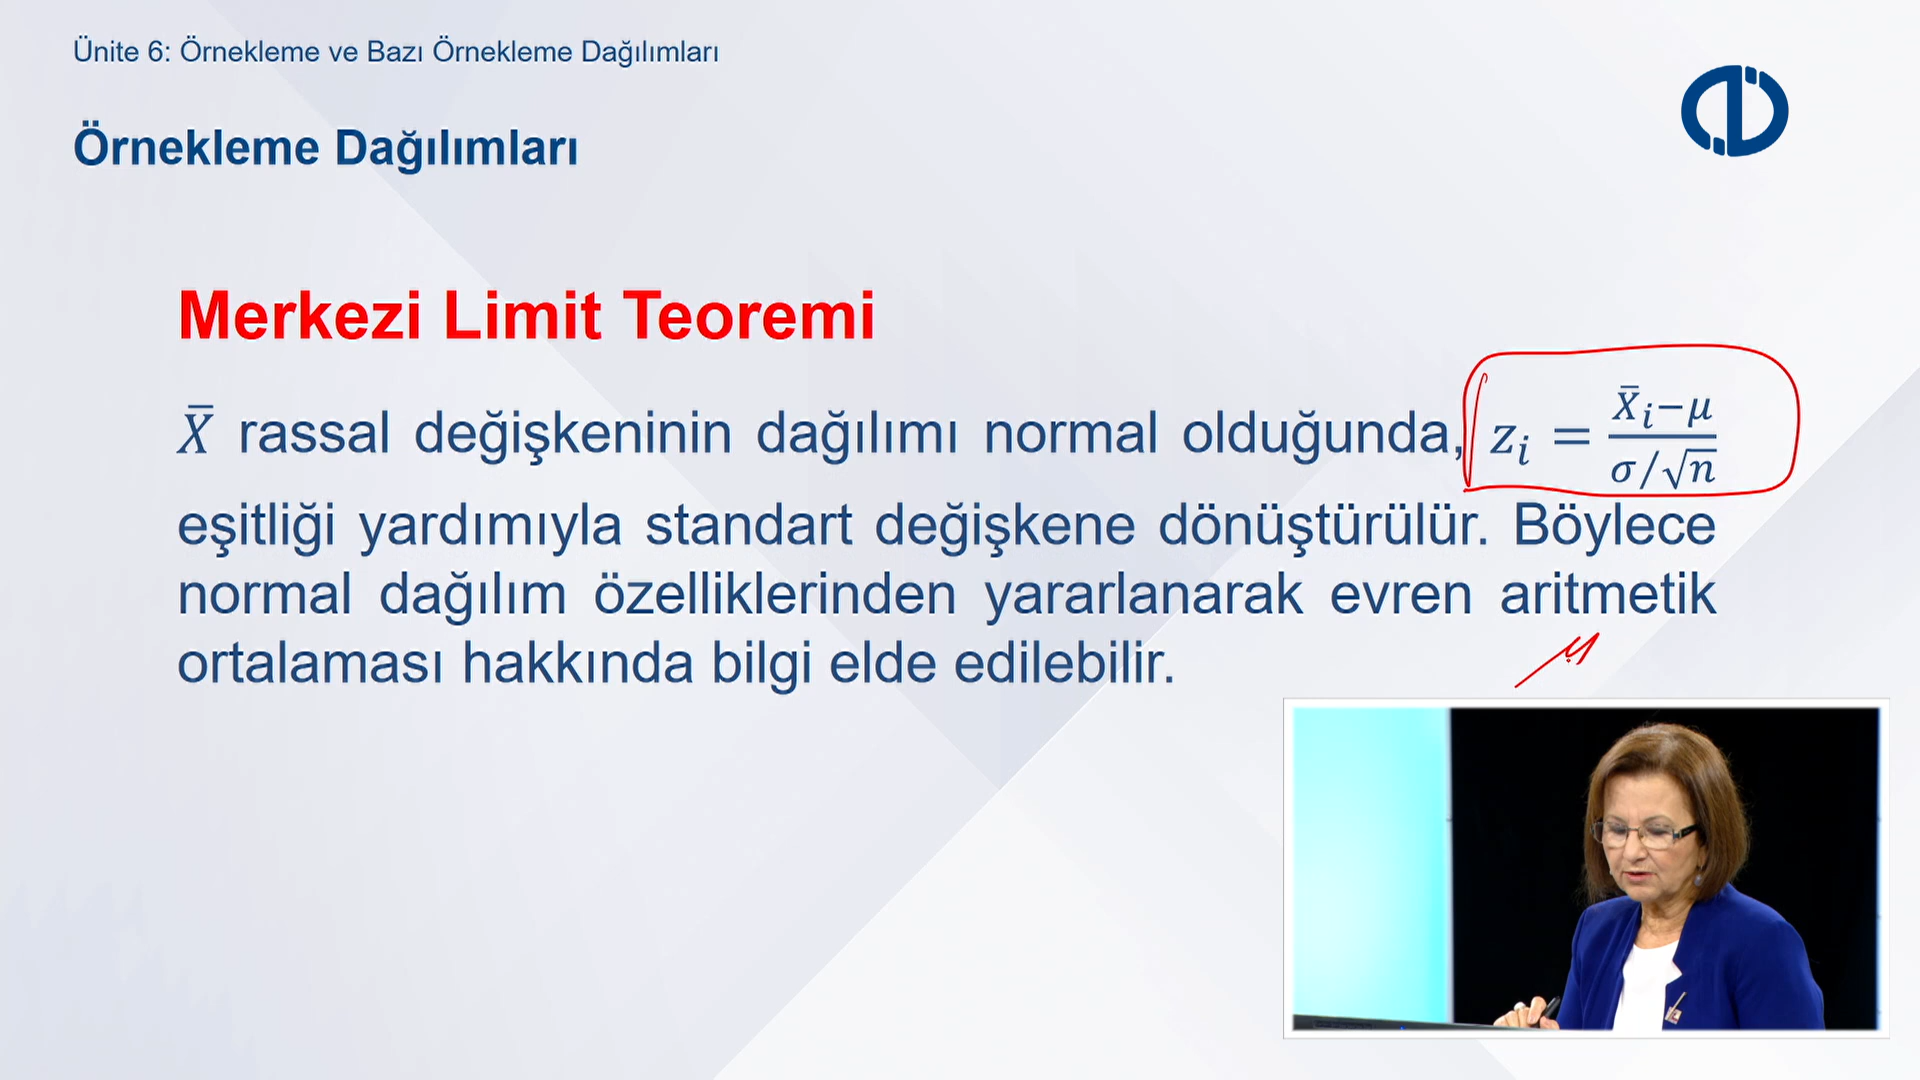 Ünite 6: Örnekleme ve Bazı Örnekleme Dağılımları
Örnekleme Dağılımları
Merkezi Limit Teoremi
X̄ rassal değişkeninin dağılımı normal olduğunda, zᵢ = (X̄ᵢ−μ)/(σ/√n)
eşitliği yardımıyla standart değişkene dönüştürülür. Böylece
normal dağılım özelliklerinden yararlanarak evren aritmetik
ortalaması hakkında bilgi elde edilebilir.